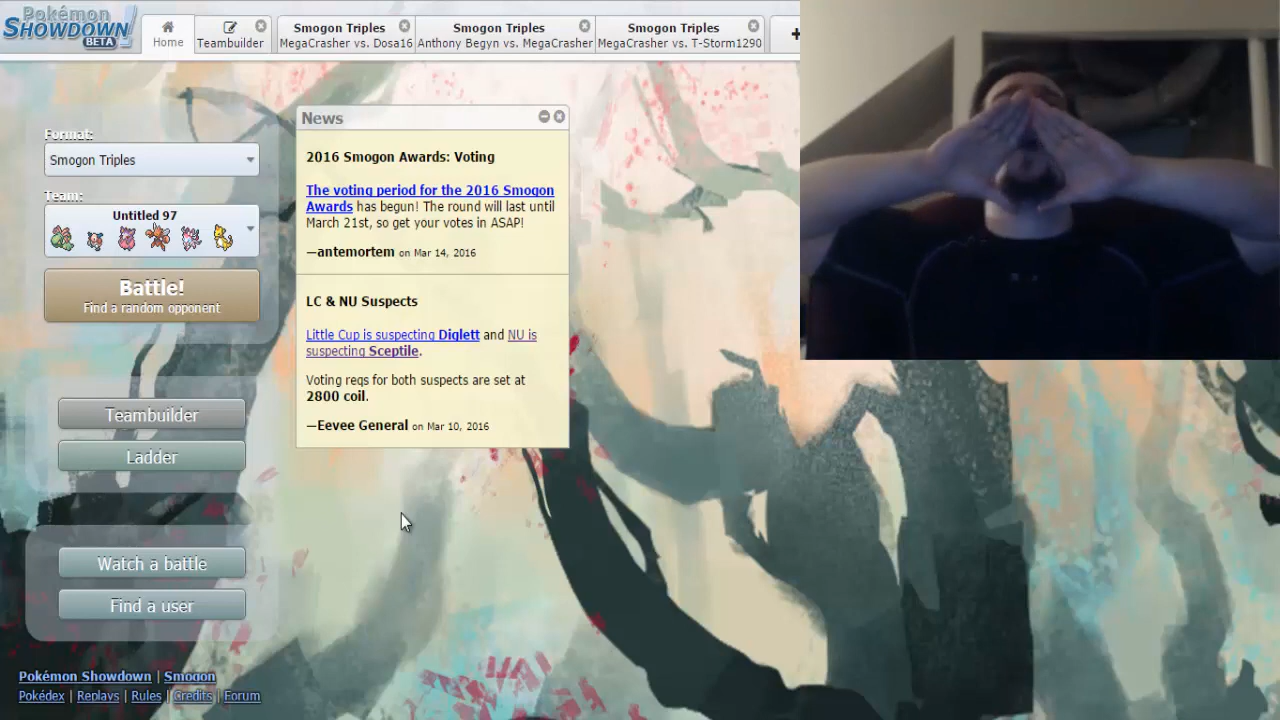 Pokémon
SHOWDOWN!
BETA
Home
Teambuilder
Smogon Triples
MegaCrasher vs. Dosa16
Smogon Triples
Anthony Begyn vs. MegaCrasher
Smogon Triples
MegaCrasher vs. T-Storm1290
+
Format:
Smogon Triples
Team:
Untitled 97
Battle!
Find a random opponent
Teambuilder
Ladder
Watch a battle
Find a user
News
2016 Smogon Awards: Voting
The voting period for the 2016 Smogon
Awards has begun! The round will last until
March 21st, so get your votes in ASAP!
—antemortem on Mar 14, 2016
LC & NU Suspects
Little Cup is suspecting Diglett and NU is
suspecting Sceptile.
Voting reqs for both suspects are set at
2800 coil.
—Eevee General on Mar 10, 2016
Pokémon Showdown | Smogon
Pokédex | Replays | Rules | Credits | Forum